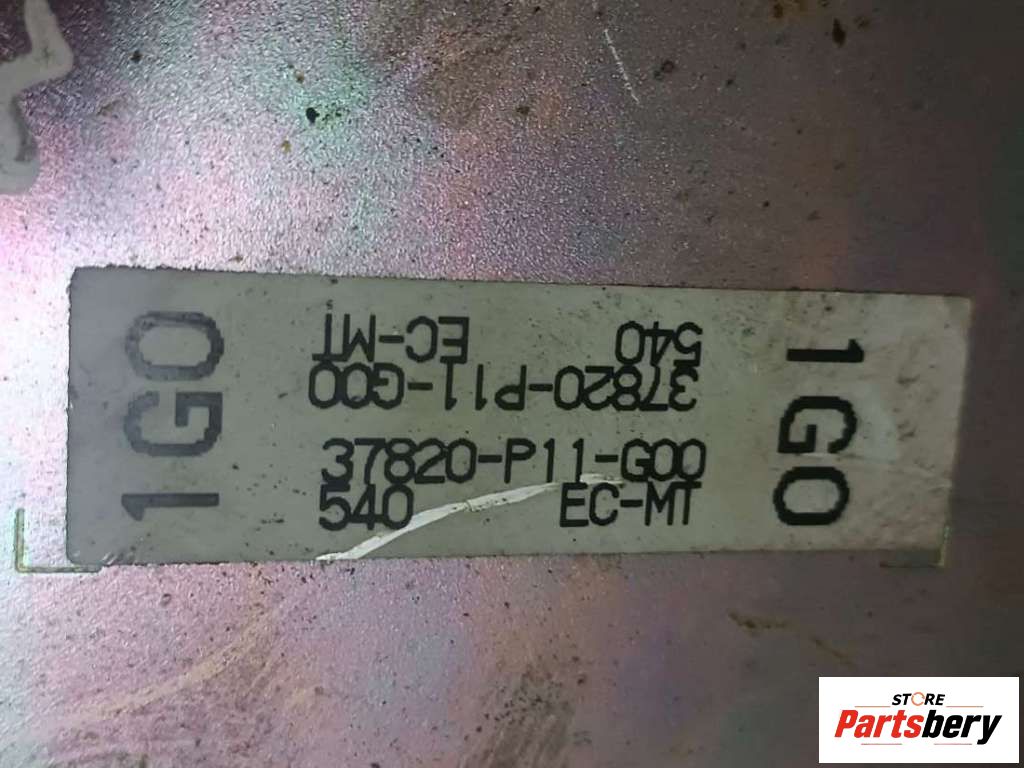 1G0
EC-MT 540
37820-P11-G00
37820-P11-G00
540 EC-MT
1G0
STORE
Partsbery